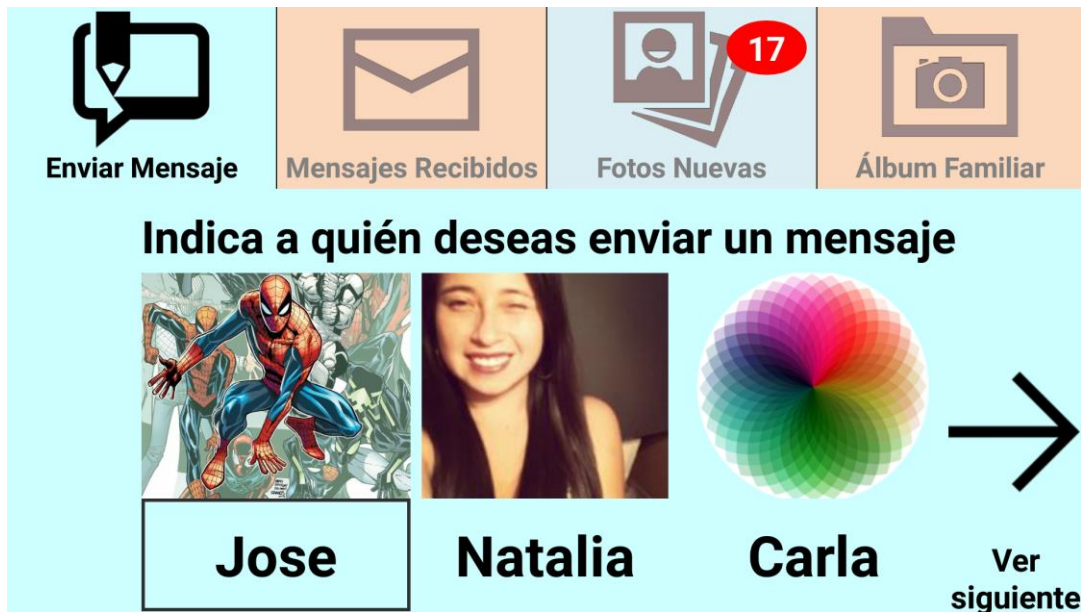 17
Enviar Mensaje
Mensajes Recibidos
Fotos Nuevas
Álbum Familiar
Indica a quién deseas enviar un mensaje
Jose
Natalia
Carla
Ver
siguiente